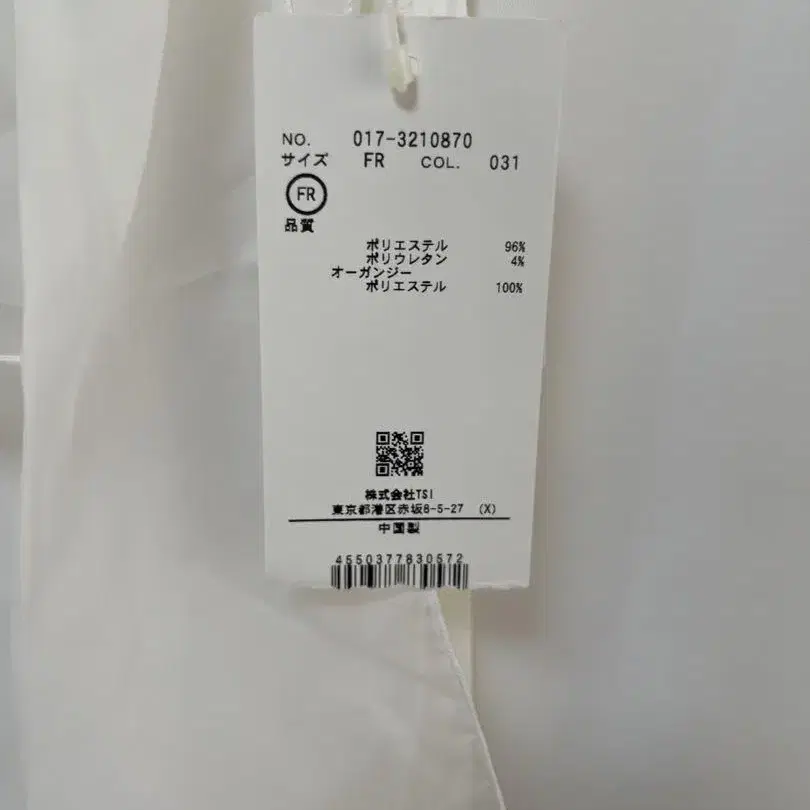 NO. 017-3210870
サイズ FR COL. 031
FR
品質
ポリエステル 96%
ポリウレタン 4%
オーガンジー
ポリエステル 100%
株式会社TSI
東京都港区赤坂8-5-27 (X)
中国製
4550377830572